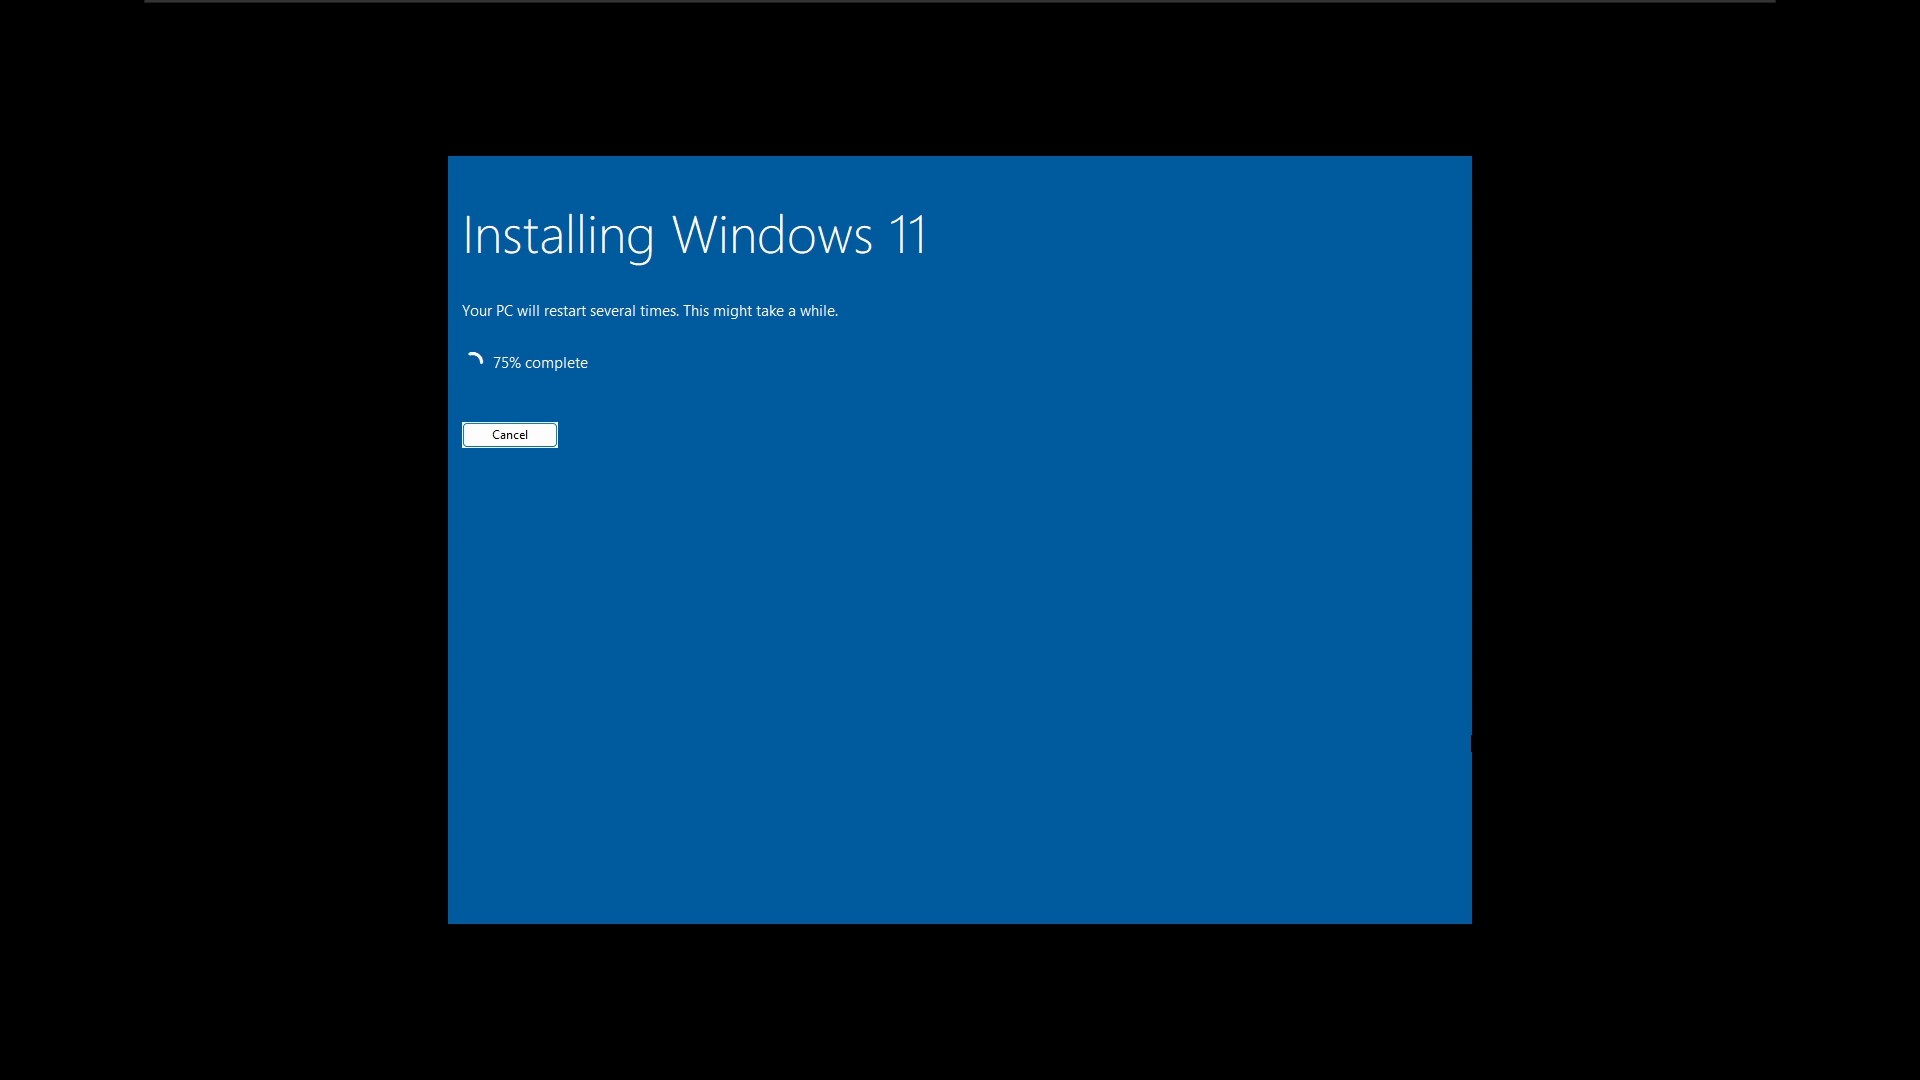 Installing Windows 11
Your PC will restart several times. This might take a while.
75% complete
Cancel